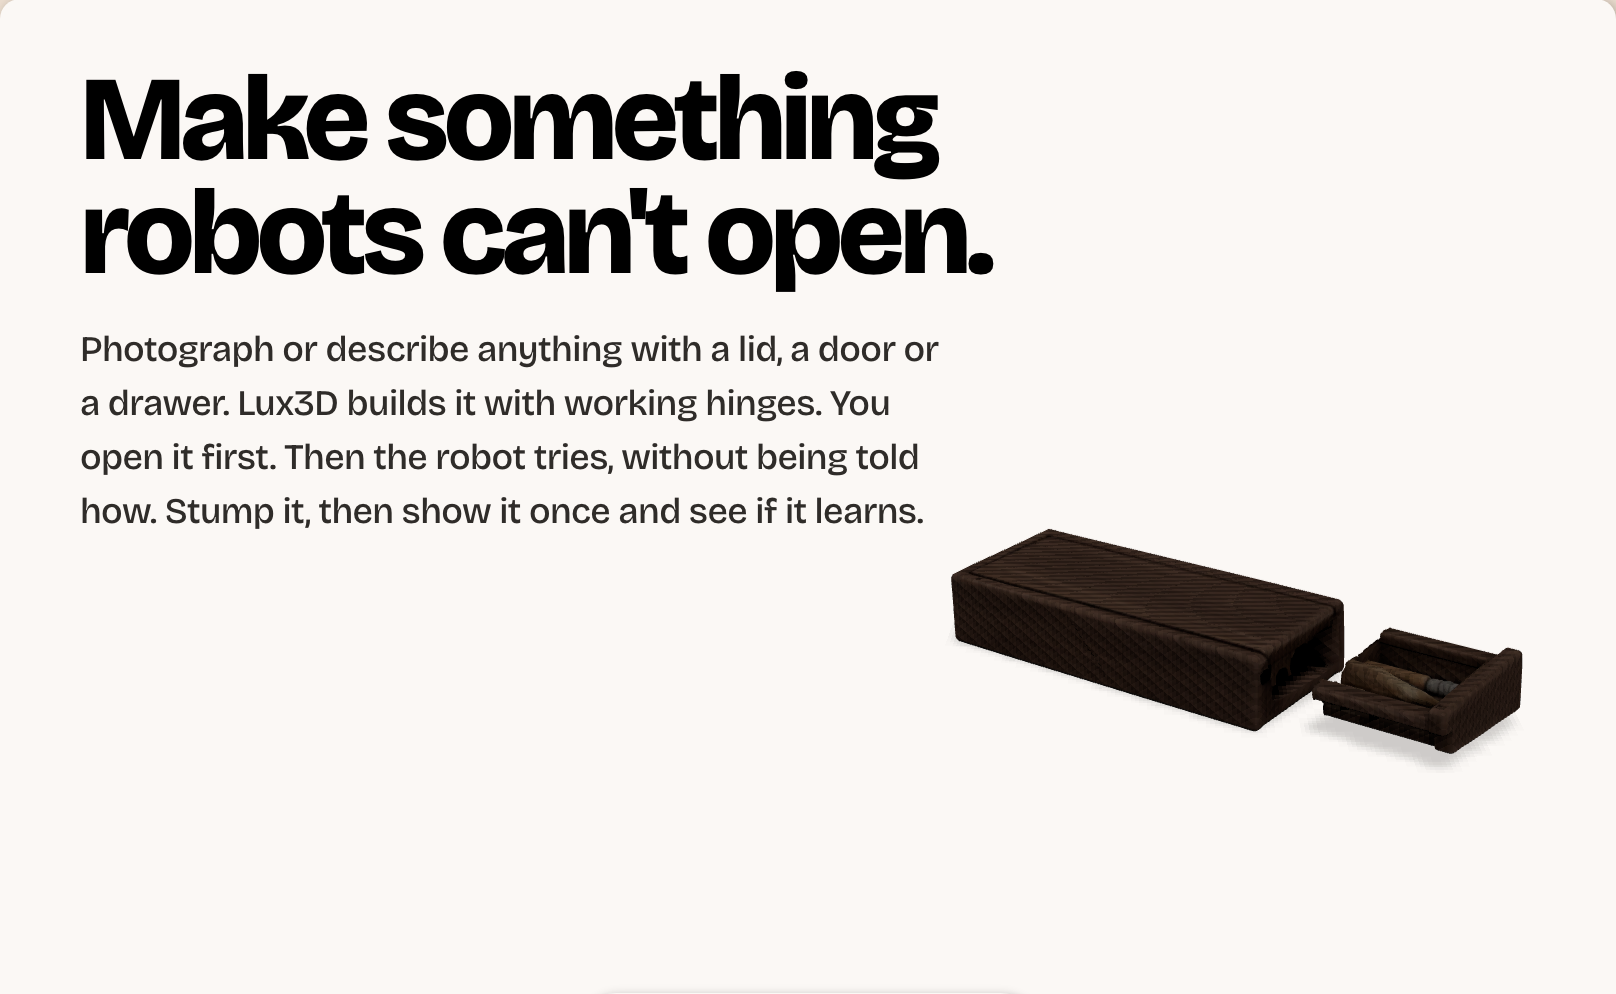 Make something
robots can't open.
Photograph or describe anything with a lid, a door or
a drawer. Lux3D builds it with working hinges. You
open it first. Then the robot tries, without being told
how. Stump it, then show it once and see if it learns.